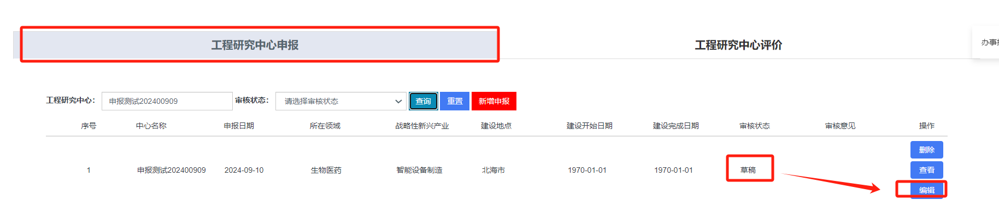 工程研究中心申报 工程研究中心评价
办事
工程研究中心： 申报测试202400909 审核状态： 请选择审核状态 查询 重置 新增申报
序号 中心名称 申报日期 所在领域 战略性新兴产业 建设地点 建设开始日期 建设完成日期 审核状态 审核意见 操作
删除
1 申报测试202400909 2024-09-10 生物医药 智能设备制造 北海市 1970-01-01 1970-01-01 草稿 查看
编辑